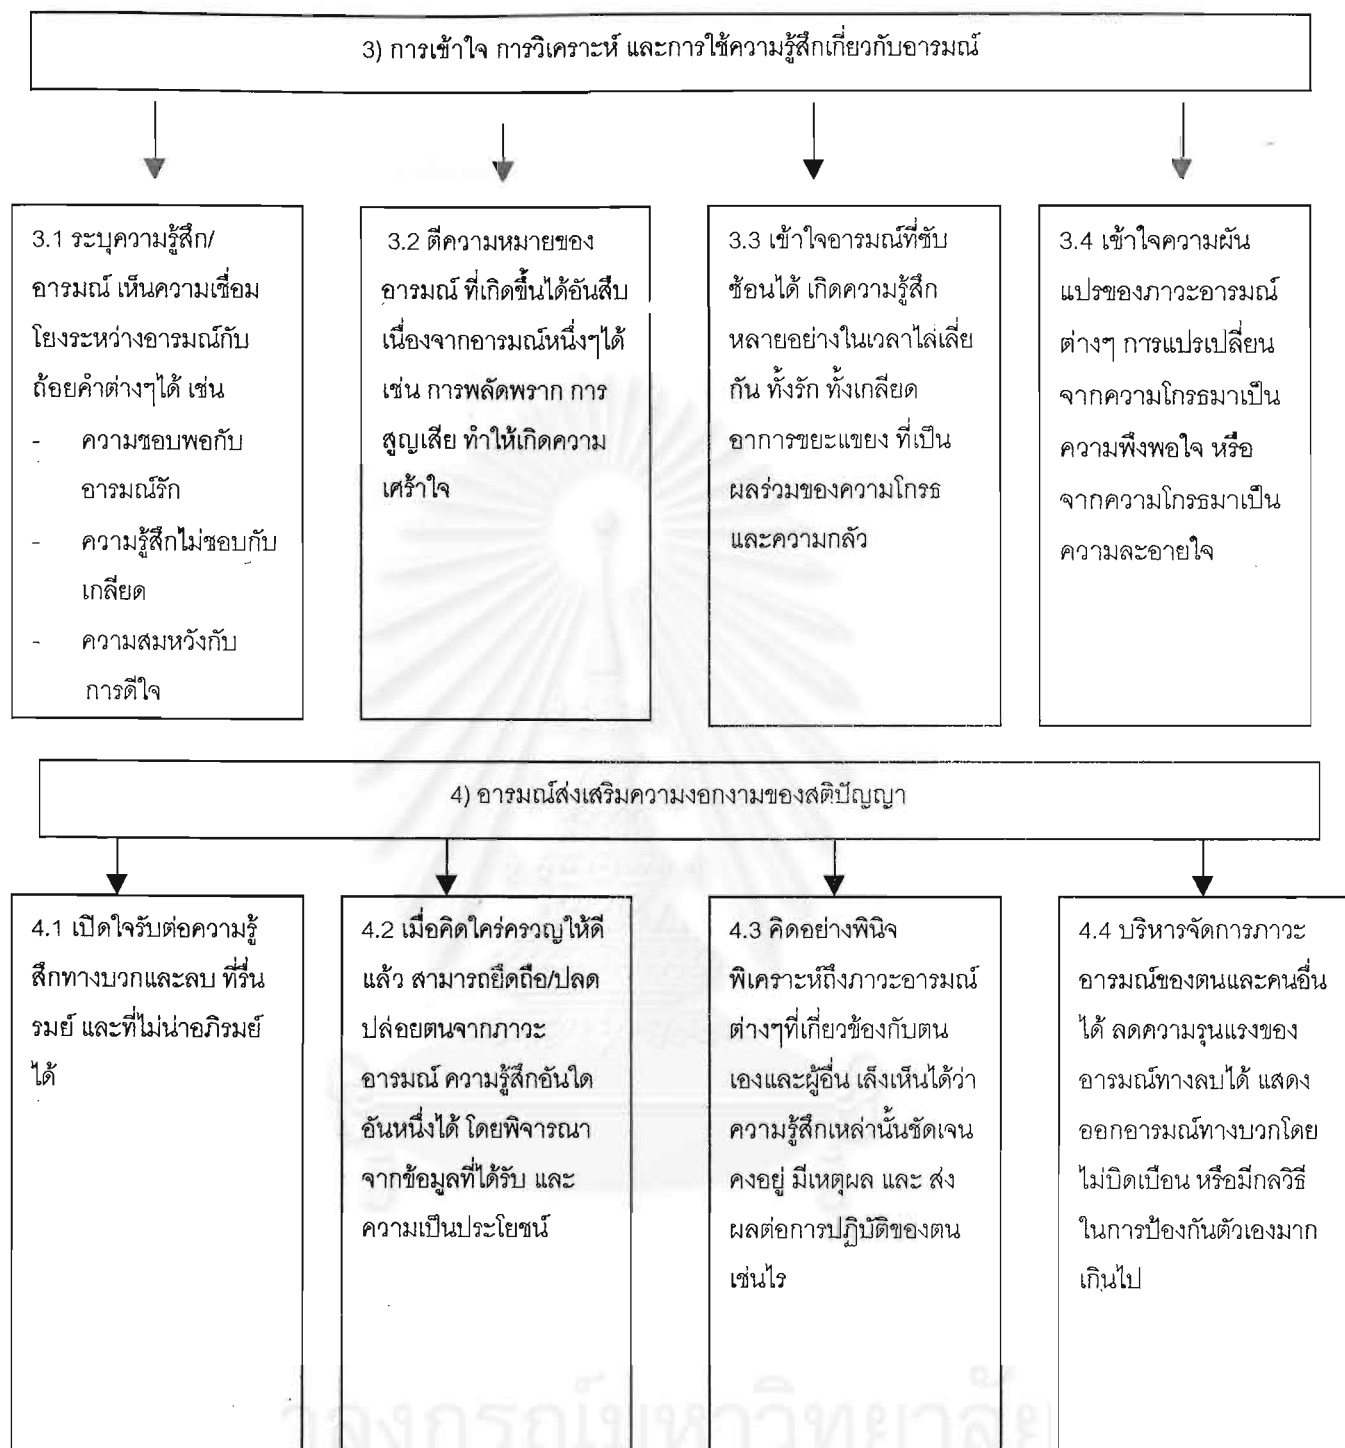 3) การเข้าใจ การวิเคราะห์ และการใช้ความรู้สึกเกี่ยวกับอารมณ์
3.1 ระบุความรู้สึก/
อารมณ์ เห็นความเชื่อม
โยงระหว่างอารมณ์กับ
ถ้อยคำต่างๆได้ เช่น
- ความชอบพอกับ
อารมณ์รัก
- ความรู้สึกไม่ชอบกับ
เกลียด
- ความสมหวังกับ
การดีใจ
3.2 ตีความหมายของ
อารมณ์ ที่เกิดขึ้นได้อันสืบ
เนื่องจากอารมณ์หนึ่งๆได้
เช่น การพลัดพราก การ
สูญเสีย ทำให้เกิดความ
เศร้าใจ
3.3 เข้าใจอารมณ์ที่ซับ
ซ้อนได้ เกิดความรู้สึก
หลายอย่างในเวลาไล่เลี่ย
กัน ทั้งรัก ทั้งเกลียด
อาการขยะแขยง ที่เป็น
ผลร่วมของความโกรธ
และความกลัว
3.4 เข้าใจความผัน
แปรของภาวะอารมณ์
ต่างๆ การแปรเปลี่ยน
จากความโกรธมาเป็น
ความพึงพอใจ หรือ
จากความโกรธมาเป็น
ความละอายใจ
4) อารมณ์ส่งเสริมความงอกงามของสติปัญญา
4.1 เปิดใจรับต่อความรู้
สึกทางบวกและลบ ที่รื่น
รมย์ และที่ไม่น่าอภิรมย์
ได้
4.2 เมื่อคิดใคร่ครวญให้ดี
แล้ว สามารถยึดถือ/ปลด
ปล่อยตนจากภาวะ
อารมณ์ ความรู้สึกอันใด
อันหนึ่งได้ โดยพิจารณา
จากข้อมูลที่ได้รับ และ
ความเป็นประโยชน์
4.3 คิดอย่างพินิจ
พิเคราะห์ถึงภาวะอารมณ์
ต่างๆที่เกี่ยวข้องกับตน
เองและผู้อื่น เล็งเห็นได้ว่า
ความรู้สึกเหล่านั้นชัดเจน
คงอยู่ มีเหตุผล และ ส่ง
ผลต่อการปฏิบัติของตน
เช่นไร
4.4 บริหารจัดการภาวะ
อารมณ์ของตนและคนอื่น
ได้ ลดความรุนแรงของ
อารมณ์ทางลบได้ แสดง
ออกอารมณ์ทางบวกโดย
ไม่บิดเบือน หรือมีกลวิธี
ในการป้องกันตัวเองมาก
เกินไป
าลงกรณ์มหาวิทยาลัย